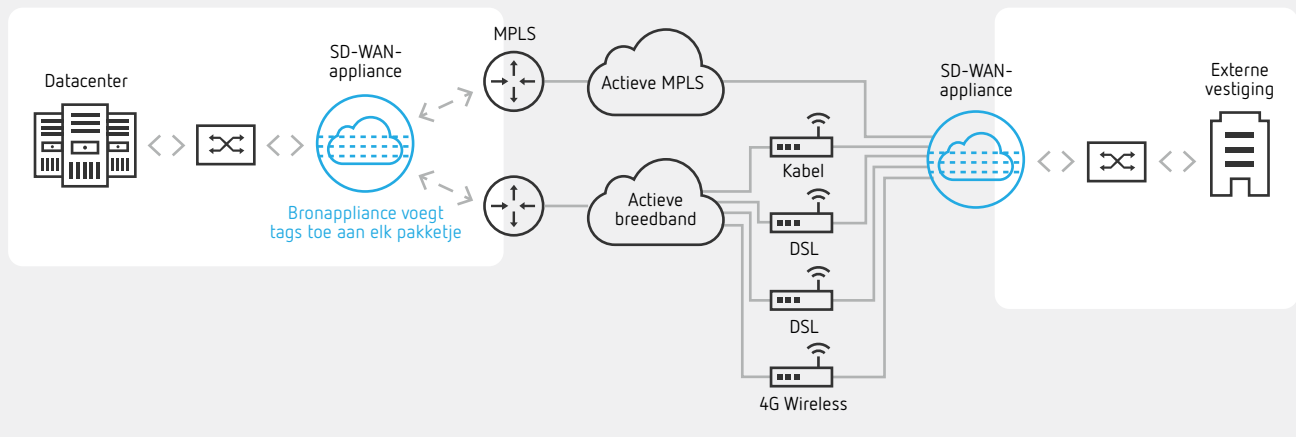 Datacenter
SD-WAN-
appliance
Bronappliance voegt
tags toe aan elk pakketje
MPLS
Actieve MPLS
Actieve
breedband
Kabel
DSL
DSL
4G Wireless
SD-WAN-
appliance
Externe
vestiging